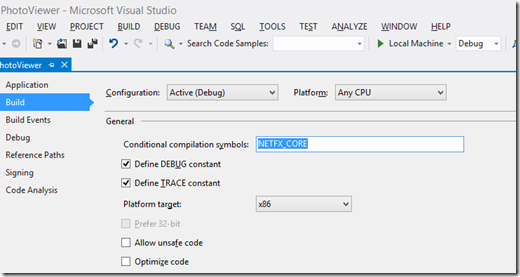 PhotoViewer - Microsoft Visual Studio
EDIT VIEW PROJECT BUILD DEBUG TEAM SQL TOOLS TEST ANALYZE WINDOW HELP
Search Code Samples: Local Machine Debug
hotoViewer
Application
Build
Build Events
Debug
Reference Paths
Signing
Code Analysis
Configuration: Active (Debug) Platform: Any CPU
General
Conditional compilation symbols: NETFX_CORE
Define DEBUG constant
Define TRACE constant
Platform target: x86
Prefer 32-bit
Allow unsafe code
Optimize code